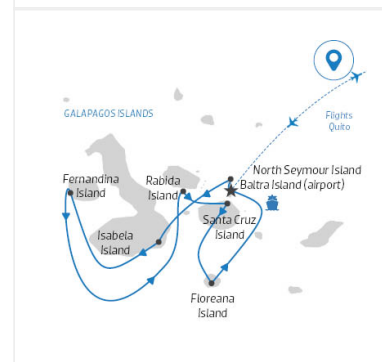 GALAPAGOS ISLANDS
Flights
Quito
North Seymour Island
Baltra Island (airport)
Fernandina
Island
Rabida
Island
Santa Cruz
Island
Isabela
Island
Floreana
Island